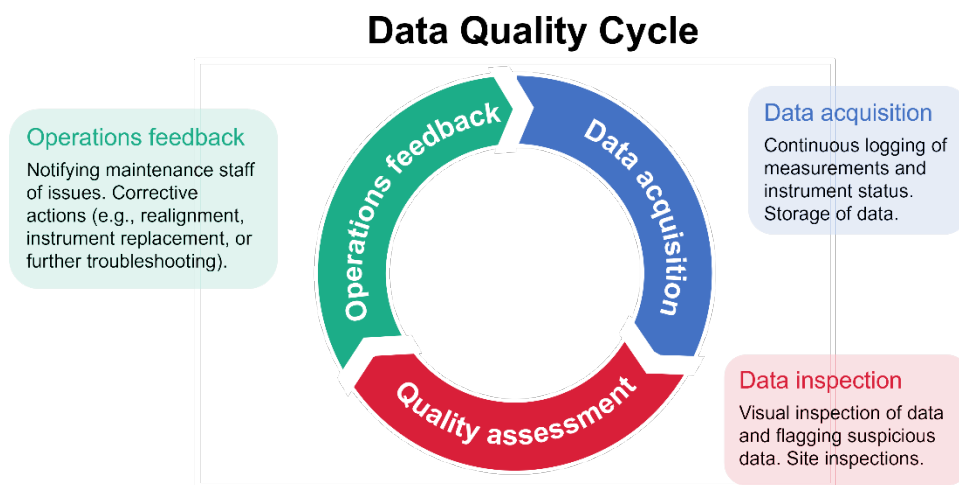 Data Quality Cycle
Operations feedback
Notifying maintenance staff
of issues. Corrective
actions (e.g., realignment,
instrument replacement, or
further troubleshooting).
Operations feedback
Data acquisition
Quality assessment
Data acquisition
Continuous logging of
measurements and
instrument status.
Storage of data.
Data inspection
Visual inspection of data
and flagging suspicious
data. Site inspections.